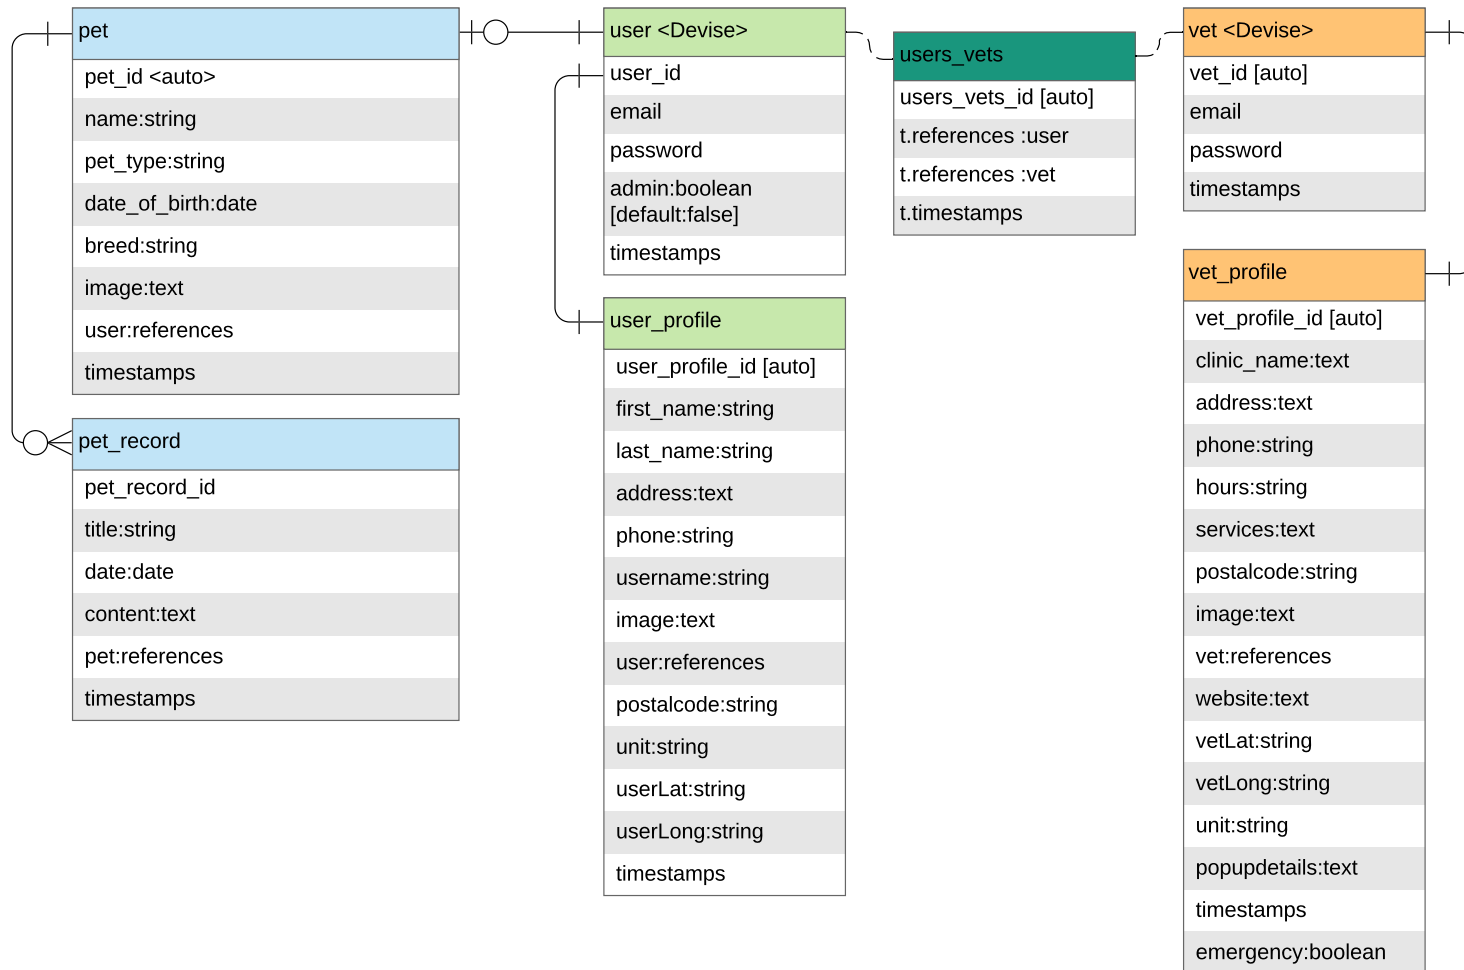 pet
pet_id <auto>
name:string
pet_type:string
date_of_birth:date
breed:string
image:text
user:references
timestamps
pet_record
pet_record_id
title:string
date:date
content:text
pet:references
timestamps
user <Devise>
user_id
email
password
admin:boolean
[default:false]
timestamps
user_profile
user_profile_id [auto]
first_name:string
last_name:string
address:text
phone:string
username:string
image:text
user:references
postalcode:string
unit:string
userLat:string
userLong:string
timestamps
users_vets
users_vets_id [auto]
t.references :user
t.references :vet
t.timestamps
vet <Devise>
vet_id [auto]
email
password
timestamps
vet_profile
vet_profile_id [auto]
clinic_name:text
address:text
phone:string
hours:string
services:text
postalcode:string
image:text
vet:references
website:text
vetLat:string
vetLong:string
unit:string
popupdetails:text
timestamps
emergency:boolean